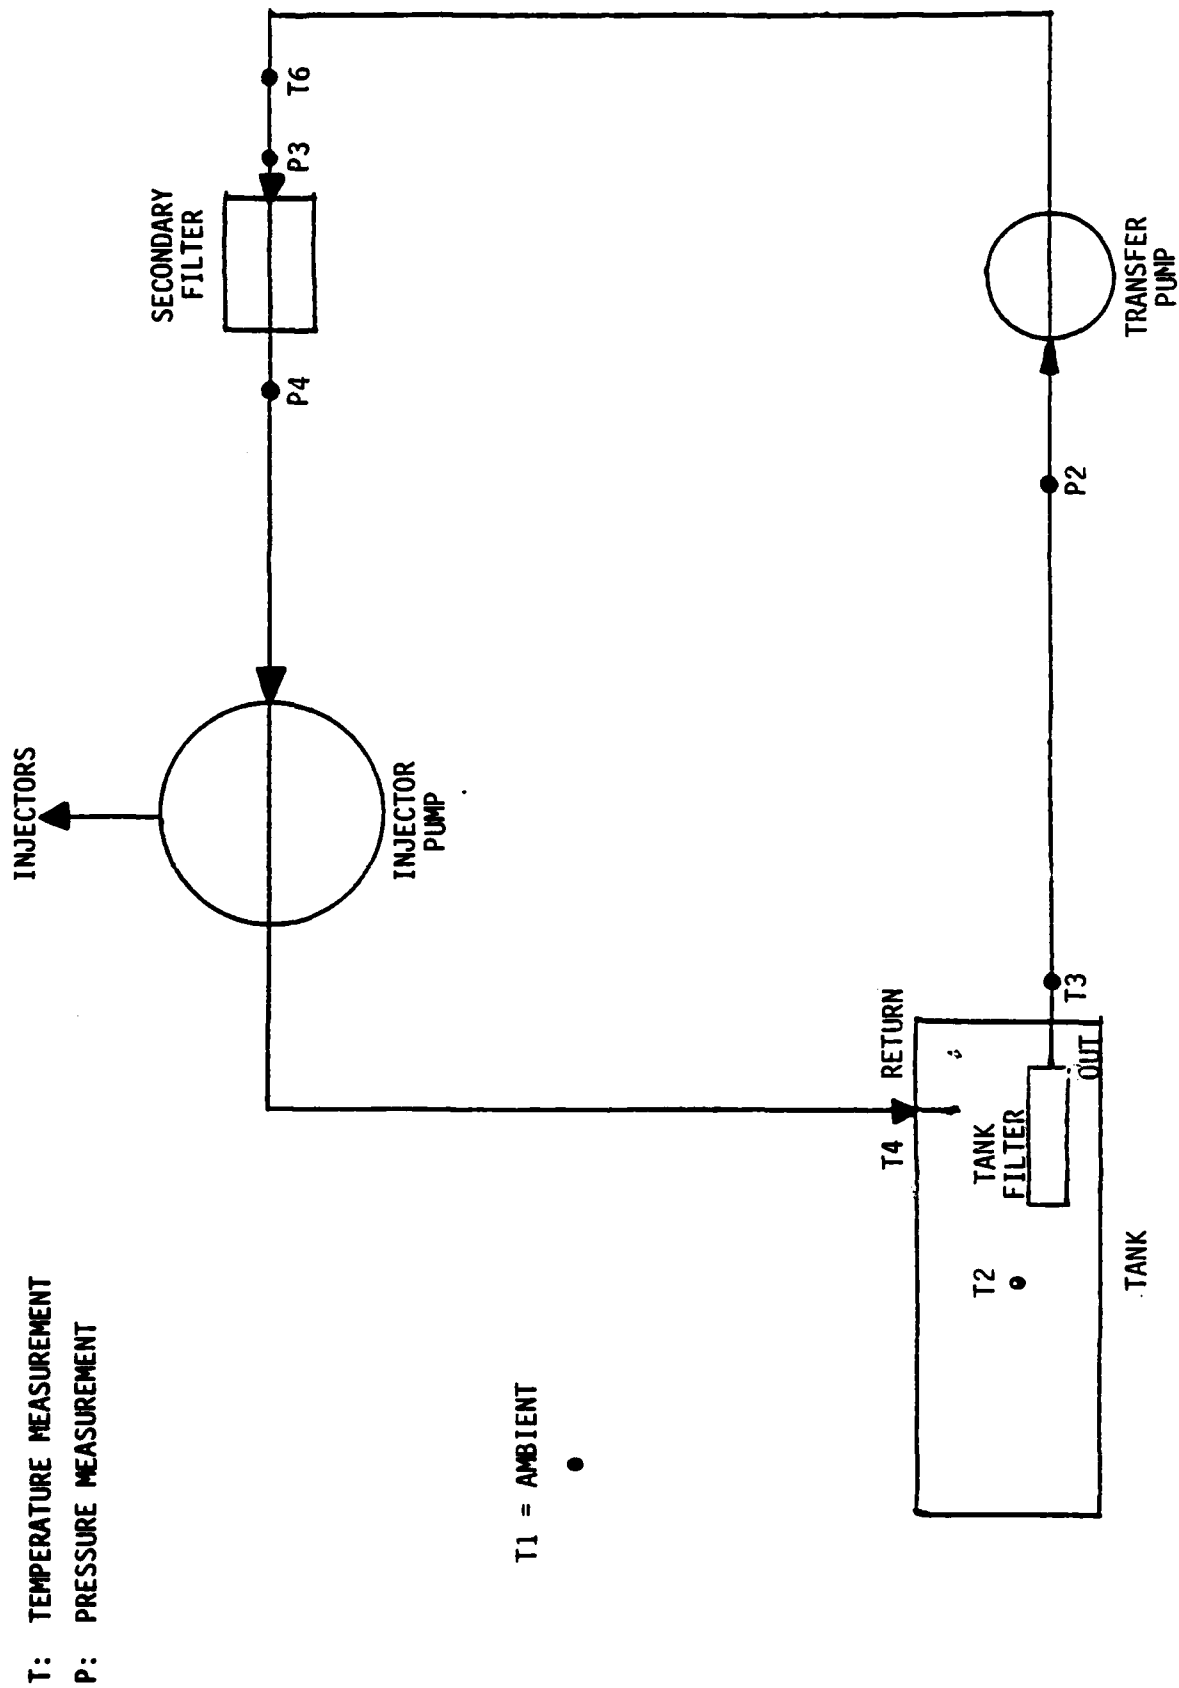 T: TEMPERATURE MEASUREMENT
P: PRESSURE MEASUREMENT
INJECTORS
SECONDARY
FILTER
T6
P3
P4
INJECTOR
PUMP
T1 = AMBIENT
T4
RETURN
T2
TANK
FILTER
OUT
T3
P2
TRANSFER
PUMP
TANK